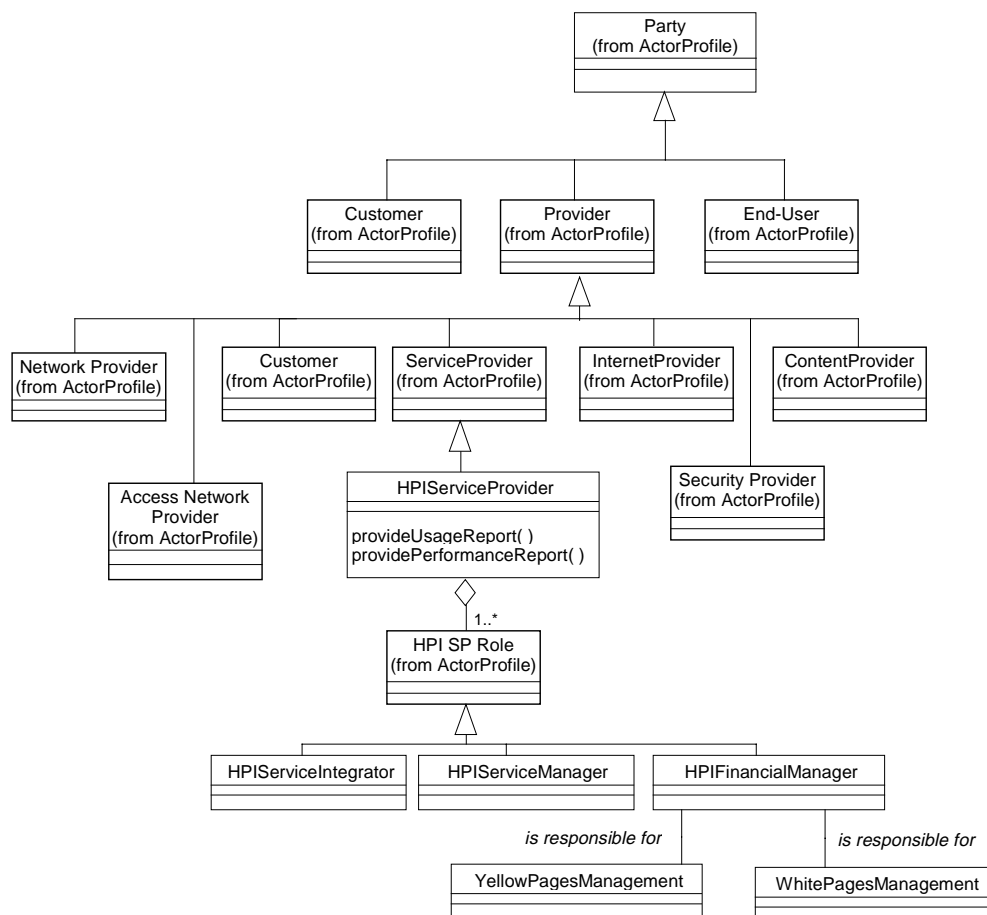 Party
(from ActorProfile)
Customer
(from ActorProfile)
Provider
(from ActorProfile)
End-User
(from ActorProfile)
Network Provider
(from ActorProfile)
Customer
(from ActorProfile)
ServiceProvider
(from ActorProfile)
InternetProvider
(from ActorProfile)
ContentProvider
(from ActorProfile)
Access Network
Provider
(from ActorProfile)
HPIServiceProvider
provideUsageReport( )
providePerformanceReport( )
Security Provider
(from ActorProfile)
1..*
HPI SP Role
(from ActorProfile)
HPIServiceIntegrator
HPIServiceManager
HPIFinancialManager
is responsible for
is responsible for
YellowPagesManagement
WhitePagesManagement